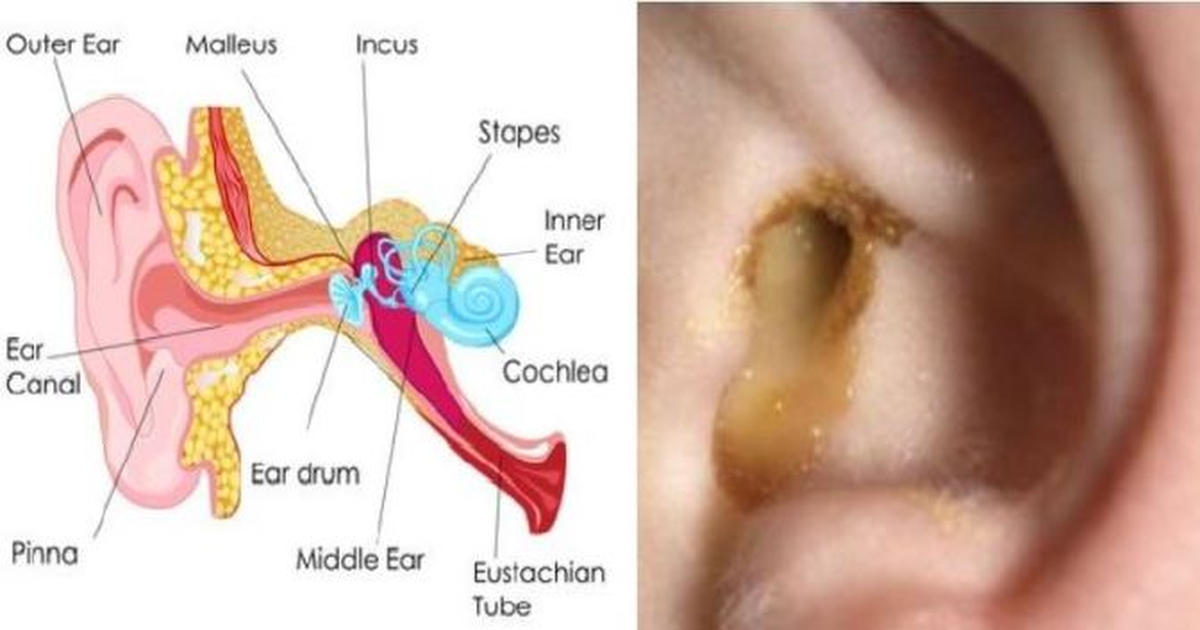 Outer Ear
Malleus
Incus
Stapes
Inner
Ear
Ear
Canal
Cochlea
Ear drum
Pinna
Middle Ear
Eustachian
Tube